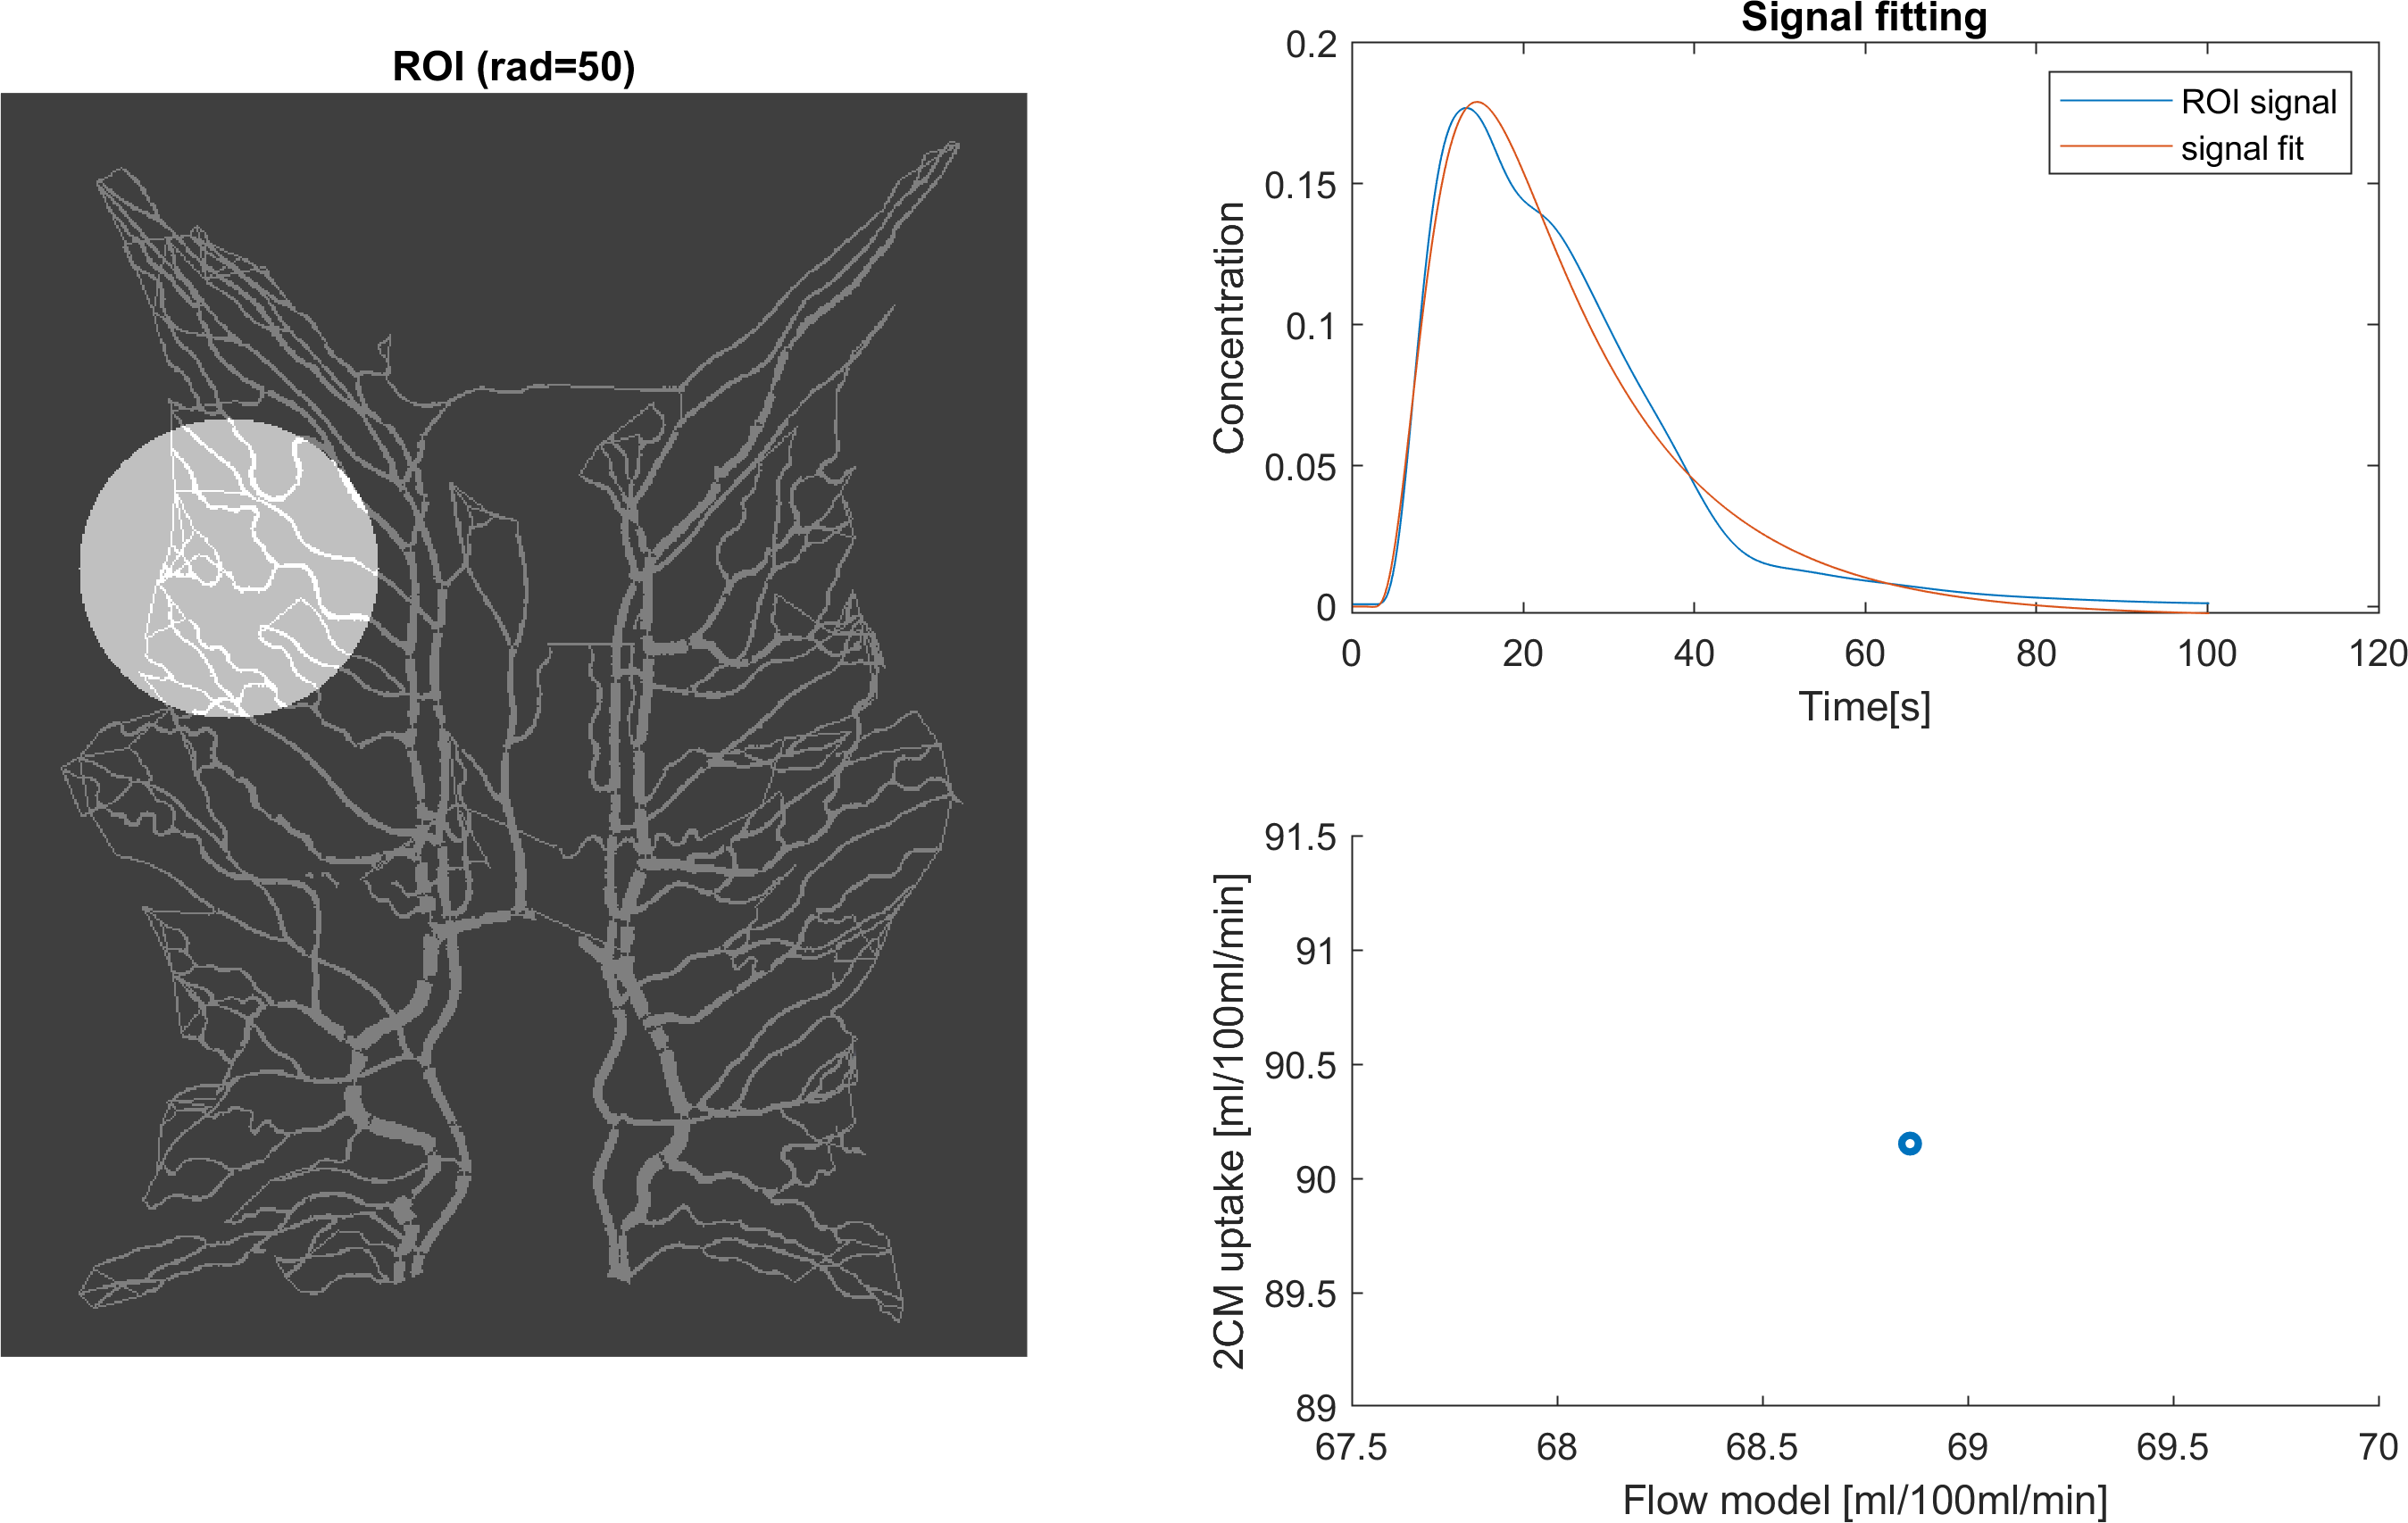 ROI (rad=50)
Signal fitting
0.2
0.15
0.1
0.05
0
Concentration
ROI signal
signal fit
0 20 40 60 80 100 120
Time[s]
91.5
91
90.5
90
89.5
89
2CM uptake [ml/100ml/min]
67.5 68 68.5 69 69.5 70
Flow model [ml/100ml/min]